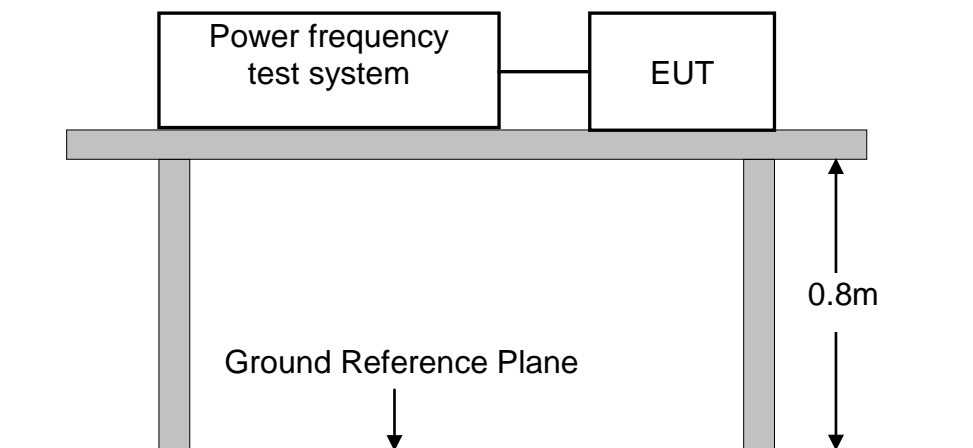 Power frequency
test system
EUT
0.8m
Ground Reference Plane